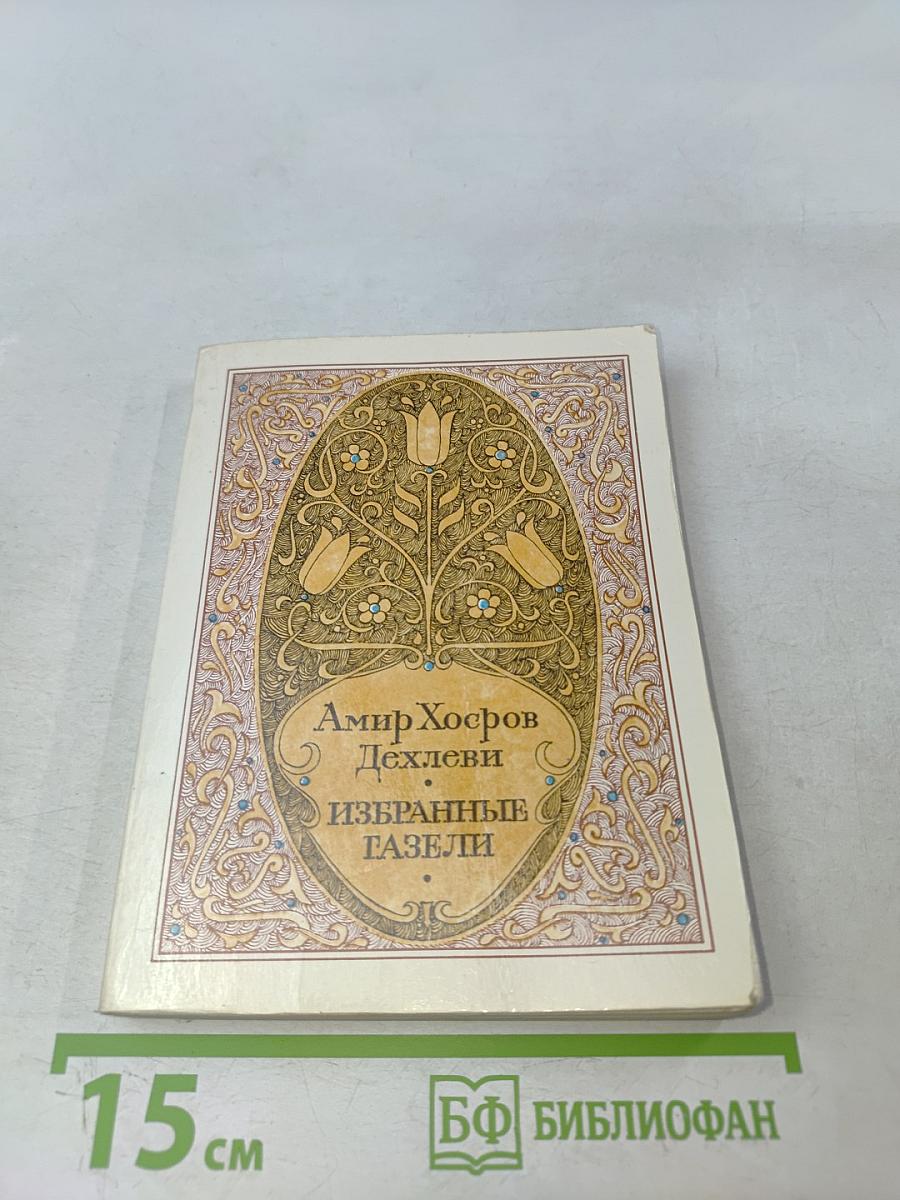 Амир Хосров
Дехлеви
ИЗБРАННЫЕ
ГАЗЕЛИ
15 см
БФ БИБЛИОФАН